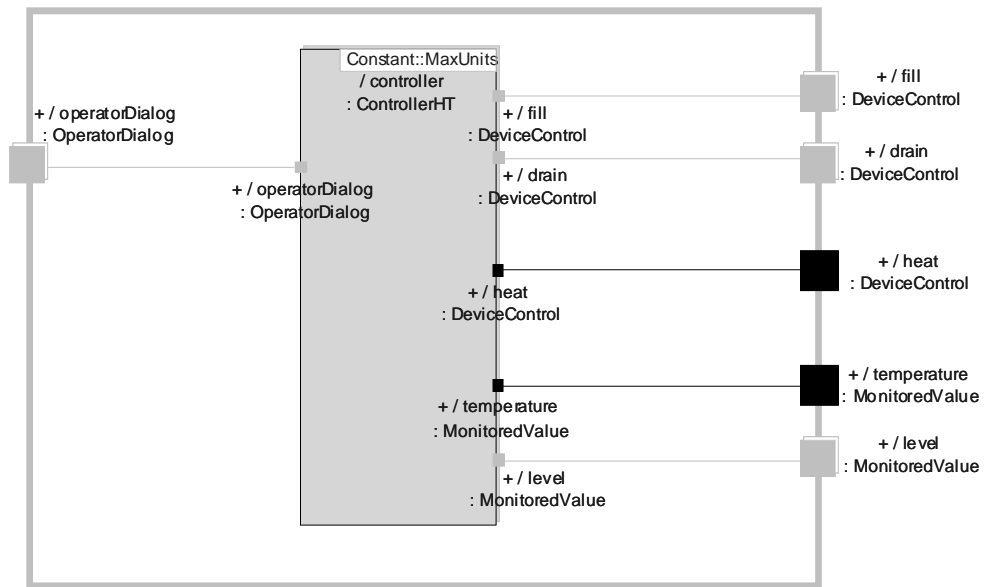 Constant::MaxUnits
/ controller
: ControllerHT
+ / operatorDialog
: OperatorDialog
+ / operatorDialog
: OperatorDialog
+ / fill
: DeviceControl
+ / fill
: DeviceControl
+ / drain
: DeviceControl
+ / drain
: DeviceControl
+ / heat
: DeviceControl
+ / heat
: DeviceControl
+ / temperature
: MonitoredValue
+ / temperature
: MonitoredValue
+ / level
: MonitoredValue
+ / level
: MonitoredValue